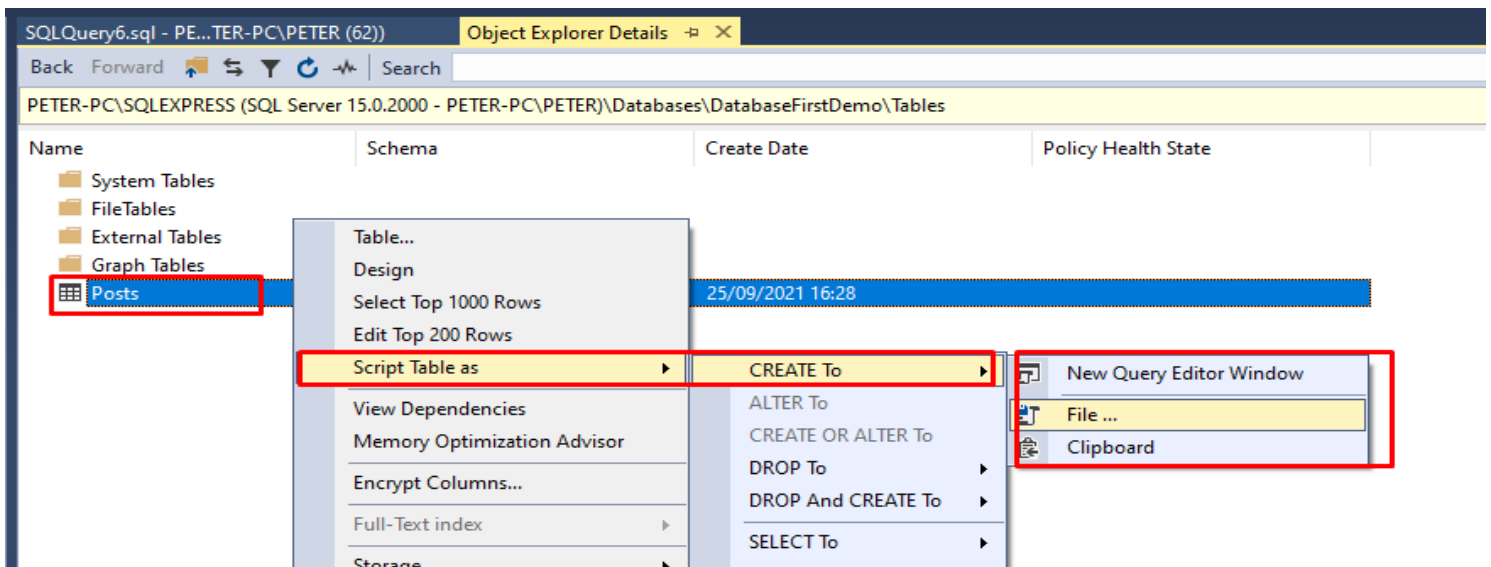 SQLQuery6.sql - PE...TER-PC\PETER (62))
Object Explorer Details
Back Forward Search
PETER-PC\SQLEXPRESS (SQL Server 15.0.2000 - PETER-PC\PETER)\Databases\DatabaseFirstDemo\Tables
Name Schema Create Date Policy Health State
System Tables
FileTables
External Tables
Graph Tables
Posts 25/09/2021 16:28
Table...
Design
Select Top 1000 Rows
Edit Top 200 Rows
Script Table as
View Dependencies
Memory Optimization Advisor
Encrypt Columns...
Full-Text index
Storage
CREATE To
ALTER To
CREATE OR ALTER To
DROP To
DROP And CREATE To
SELECT To
New Query Editor Window
File ...
Clipboard